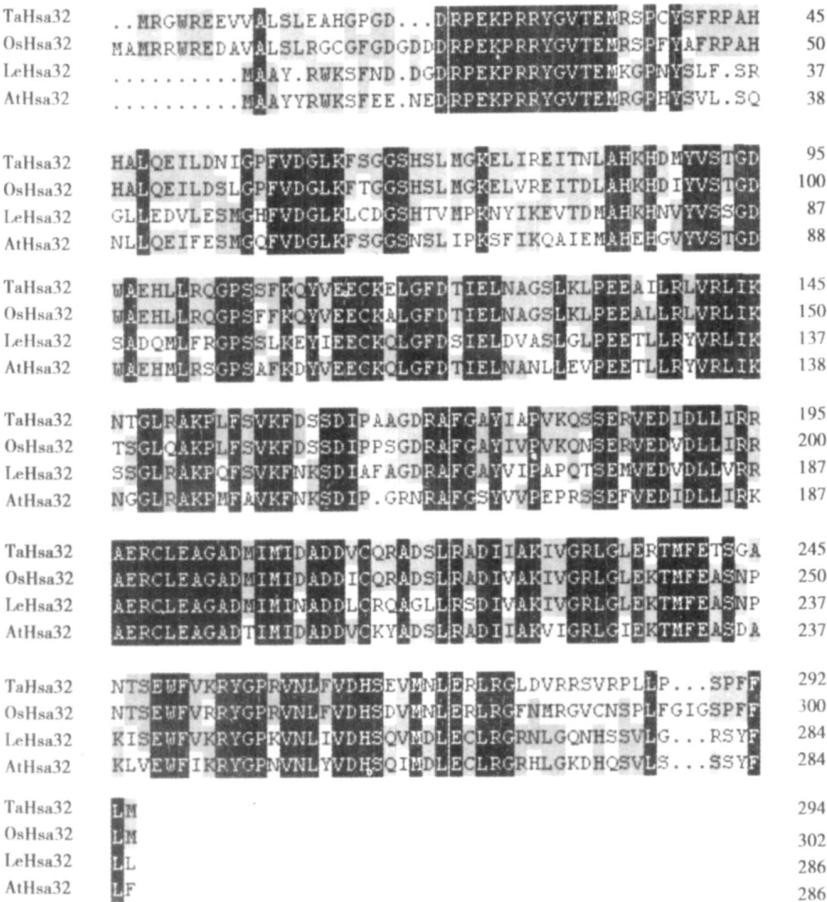 TaHsa32 ..MRGWREEVVALSLEAHGPGD...DRPEKPRRYGVTEMRSPCYSFRPAH 45
OsHsa32 MAMRRWREDAVALSLRGCGFGDGDDDRPEKPRRYGVTEMRSPFYAFRPAH 50
LeHsa32 ..........MAAY.RWKSFND.DGDRPEKPRRYGVTEMKGPNYSLF.SR 37
AtHsa32 ..........MAAYYRWKSFEE.NEDRPEKPRRYGVTEMRGPHYSVL.SQ 38
TaHsa32 HALQEILDNIGPFVDGLKFSGGSHSLMGKELIREITNLAHKHDMYVSTGD 95
OsHsa32 HALQEILDSLGPFVDGLKFTGGSHSLMGKELVREITDLAHKHDIYVSTGD 100
LeHsa32 GLLEDVLESMGHFVDGLKLCDGSHTVMPKNYIKEVTDMAHKHNVYVSSGD 87
AtHsa32 NLLQEIFESMGQFVDGLKFSGGSNSLIPKSFIKQAIEMAHEHGVYVSTGD 88
TaHsa32 WAEHLLRQGPSSFKQYVEECKELGFDTIELNAGSLKLPEEAILRLVRLIK 145
OsHsa32 WAEHLLRQGPSFFKQYVEECKALGFDTIELNAGSLKLPEEALLRLVRLIK 150
LeHsa32 SADQMLFRGPSSLKEYIEECKQLGFDSIELDVASLGLPEETLLRYVRLIK 137
AtHsa32 WAEHMLRSGPSAFKDYVEECKQLGFDTIELNANLLEVPEETLLRYVRLIK 138
TaHsa32 NTGLRAKPLFSVKFDSSDIPAAGDRAFGAYIAPVKQSSERVEDIDLLIRR 195
OsHsa32 TSGLQAKPLFSVKFDSSDIPPSGDRAFGAYIVPVKQNSERVEDVDLLIRR 200
LeHsa32 SSGLRAKPQFSVKFNKSDIAFAGDRAFGAYVIPAPQTSEMVEDVDLLVRR 187
AtHsa32 NGGLRAKPMFAVKFNKSDIP.GRNRAFGSYVVPEPRSSEFVEDIDLLIRK 187
TaHsa32 AERCLEAGADMIMIDADDVCQRADSLRADIIAKIVGRLGLERTMFETSGA 245
OsHsa32 AERCLEAGADMIMIDADDICQRADSLRADIVAKIVGRLGLEKTMFEASNP 250
LeHsa32 AERCLEAGADMIMINADDLCRQAGLLRSDIVAKIVGRLGLEKTMFEASNP 237
AtHsa32 AERCLEAGADTIMIDADDVCKYADSLRADIIAKVIGRLGIEKTMFEASDA 237
TaHsa32 NTSEWFVKRYGPRVNLFVDHSEVMNLERLRGLDVRRSVRPLLP...SPFF 292
OsHsa32 NTSEWFVRRYGPRVNLFVDHSDVMNLERLRGFNMRGVCNSPLFGIGSPFF 300
LeHsa32 KISEWFVKRYGPKVNLIVDHSQVMDLECLRGRNLGQNHSSVLG...RSYF 284
AtHsa32 KLVEWFIKRYGPNVNLYVDHSQIMDLECLRGRHLGKDHQSVLS...SSYF 284
TaHsa32 LM 294
OsHsa32 LM 302
LeHsa32 LL 286
AtHsa32 LF 286